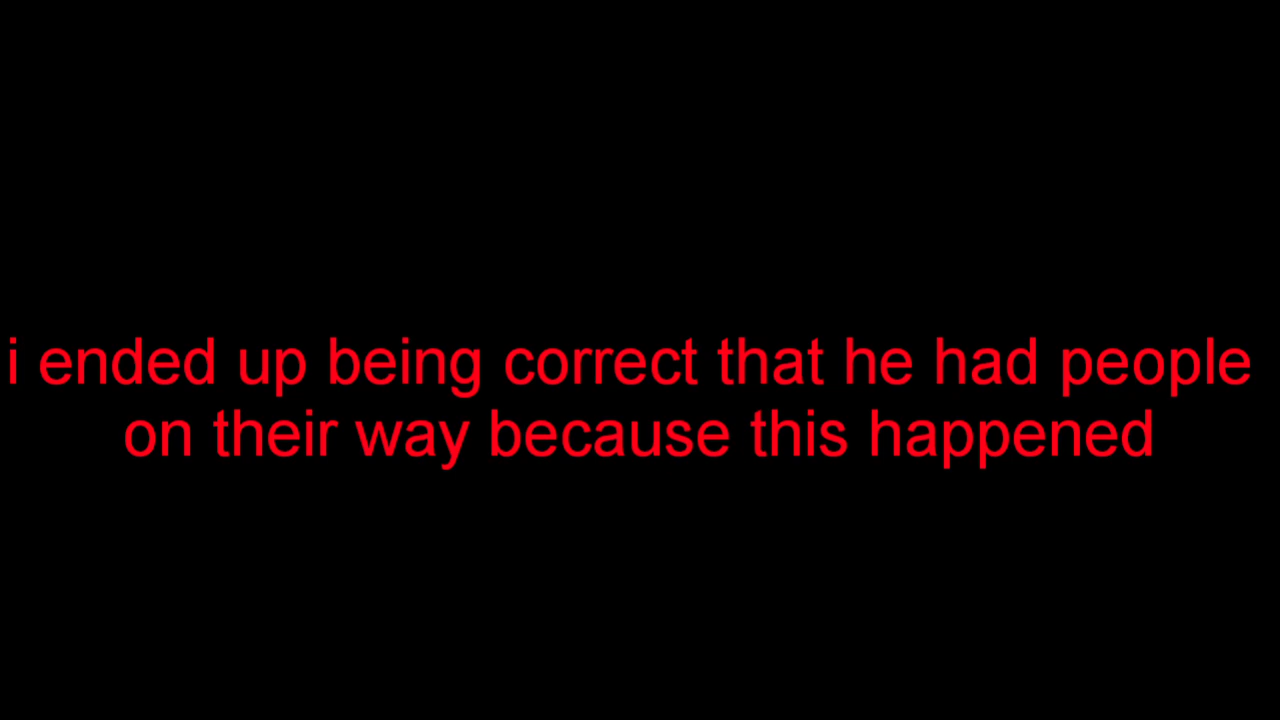 i ended up being correct that he had people
on their way because this happened